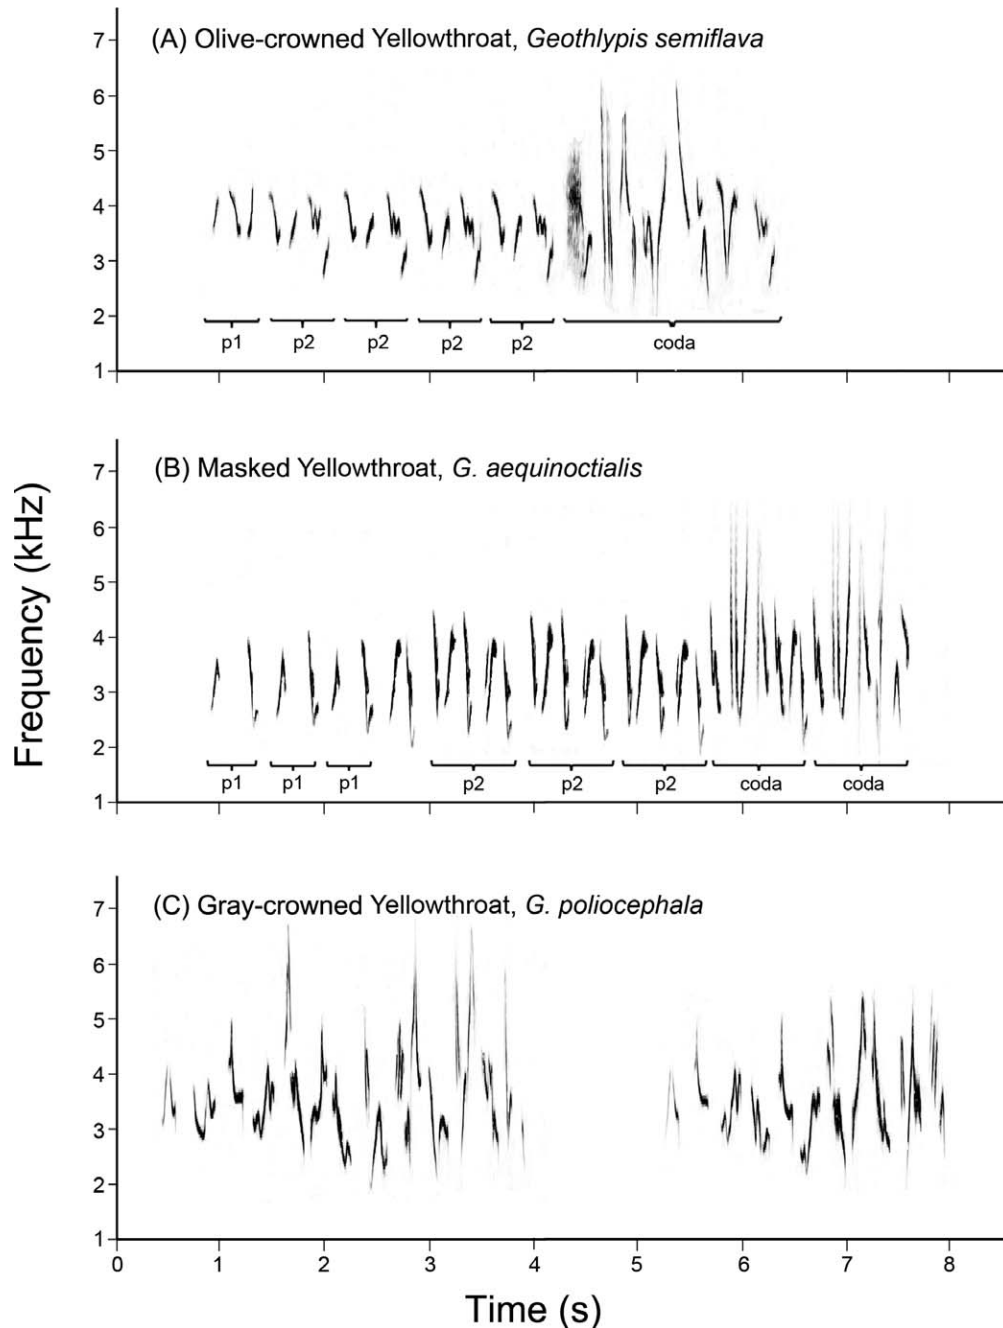 (A) Olive-crowned Yellowthroat, Geothlypis semiflava
7
6
5
4
3
2
1
p1 p2 p2 p2 p2 coda
(B) Masked Yellowthroat, G. aequinoctialis
7
6
5
4
3
2
1
p1 p1 p1 p2 p2 p2 coda coda
Frequency (kHz)
(C) Gray-crowned Yellowthroat, G. poliocephala
7
6
5
4
3
2
1
0 1 2 3 4 5 6 7 8
Time (s)